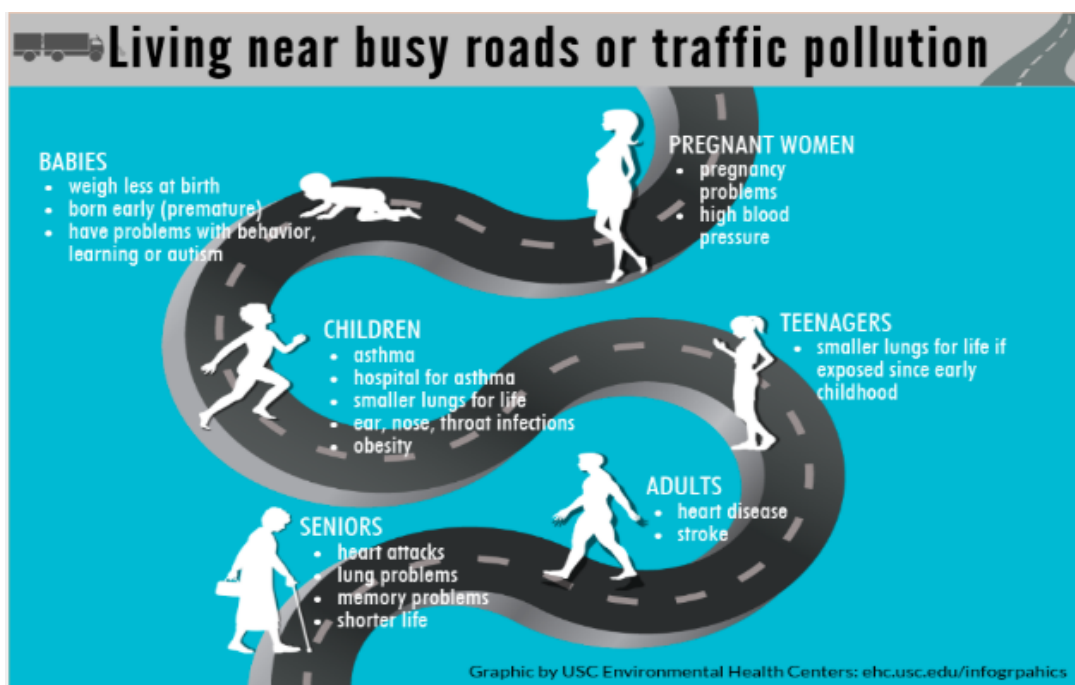 Living near busy roads or traffic pollution
PREGNANT WOMEN
• pregnancy
problems
• high blood
pressure
BABIES
• weigh less at birth
• born early (premature)
• have problems with behavior,
learning or autism
CHILDREN
• asthma
• hospital for asthma
• smaller lungs for life
• ear, nose, throat infections
• obesity
TEENAGERS
• smaller lungs for life if
exposed since early
childhood
ADULTS
• heart disease
• stroke
SENIORS
• heart attacks
• lung problems
• memory problems
• shorter life
Graphic by USC Environmental Health Centers: ehc.usc.edu/infogrpahics